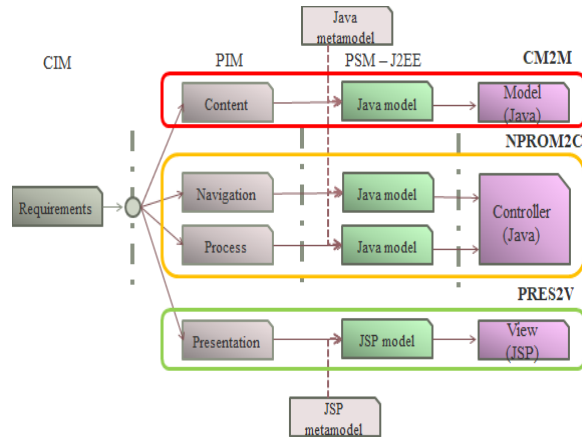 Java
metamodel
CIM
PIM
PSM – J2EE
CM2M
Content
Java model
Model
(Java)
NPROM2C
Requirements
Navigation
Java model
Controller
(Java)
Process
Java model
PRES2V
Presentation
JSP model
View
(JSP)
JSP
metamodel